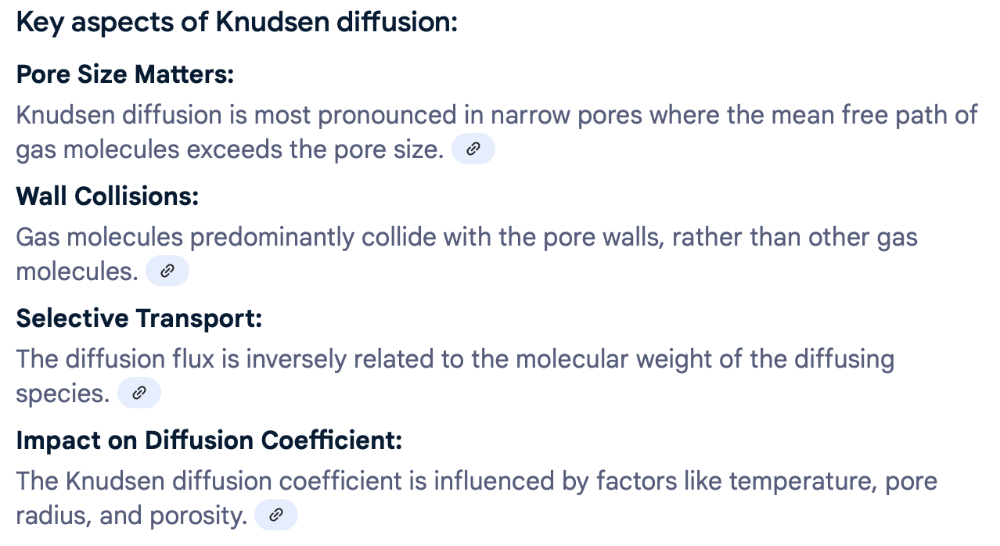 Key aspects of Knudsen diffusion:
Pore Size Matters:
Knudsen diffusion is most pronounced in narrow pores where the mean free path of
gas molecules exceeds the pore size.
Wall Collisions:
Gas molecules predominantly collide with the pore walls, rather than other gas
molecules.
Selective Transport:
The diffusion flux is inversely related to the molecular weight of the diffusing
species.
Impact on Diffusion Coefficient:
The Knudsen diffusion coefficient is influenced by factors like temperature, pore
radius, and porosity.